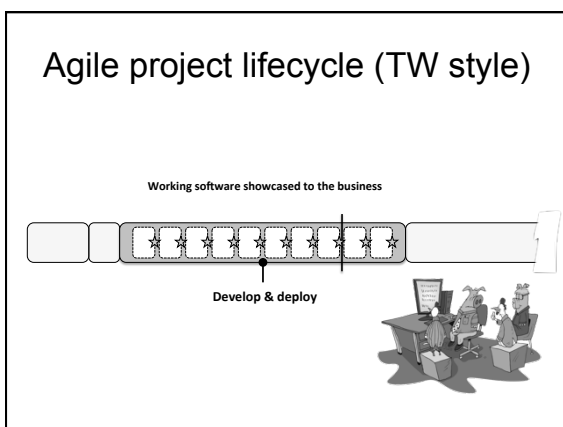 Agile project lifecycle (TW style)
Working software showcased to the business
Develop & deploy